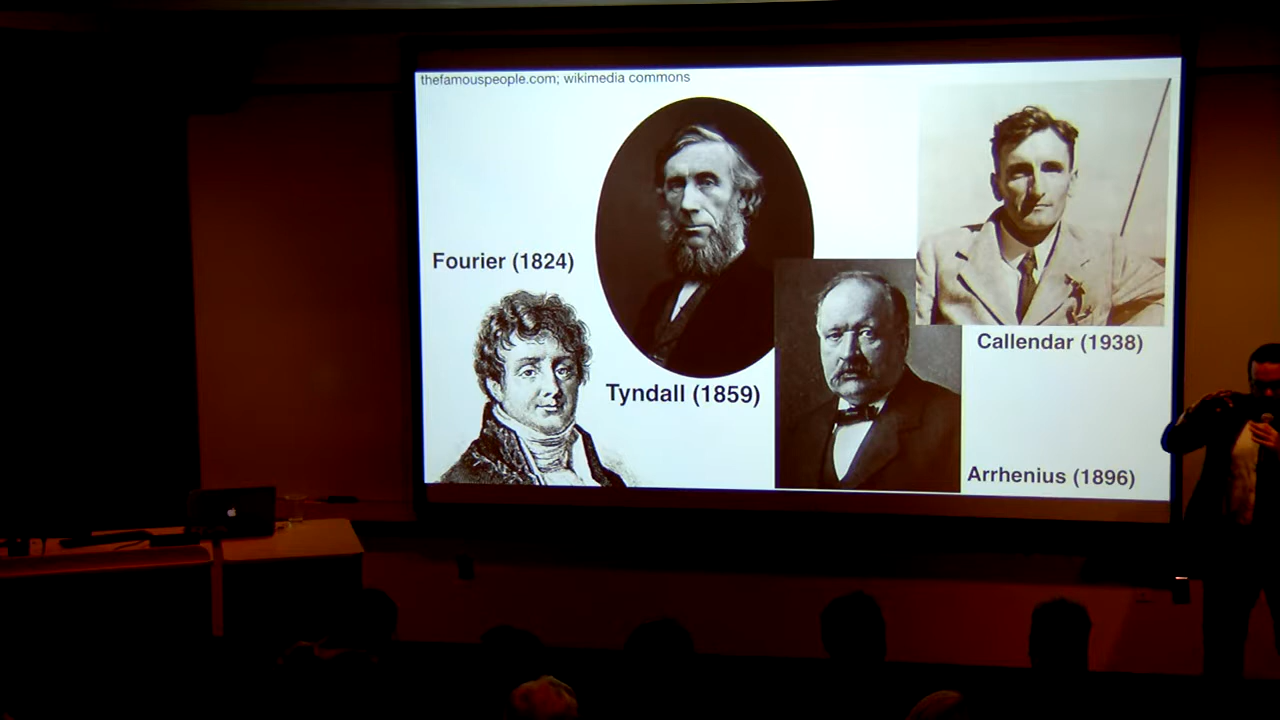 thefamouspeople.com; wikimedia commons
Fourier (1824)
Tyndall (1859)
Callendar (1938)
Arrhenius (1896)